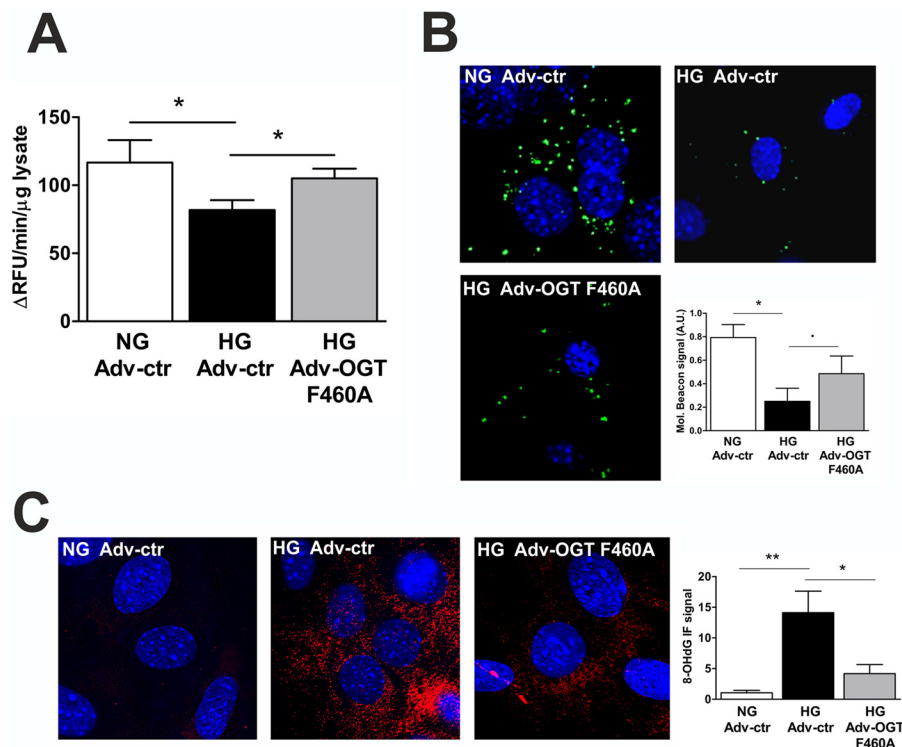 A
ΔRFU/min/μg lysate
150
100
50
0
*
*
NG
Adv-ctr
HG
Adv-ctr
HG
Adv-OGT
F460A
B
NG Adv-ctr
HG Adv-ctr
HG Adv-OGT F460A
Mol. Beacon signal (A.U.)
1.0
0.8
0.6
0.4
0.2
0.0
*
NG
Adv-ctr
HG
Adv-ctr
HG
Adv-OGT
F460A
C
NG Adv-ctr
HG Adv-ctr
HG Adv-OGT F460A
8-OHdG IF signal
20
15
10
5
0
**
*
NG
Adv-ctr
HG
Adv-ctr
HG
Adv-OGT
F460A